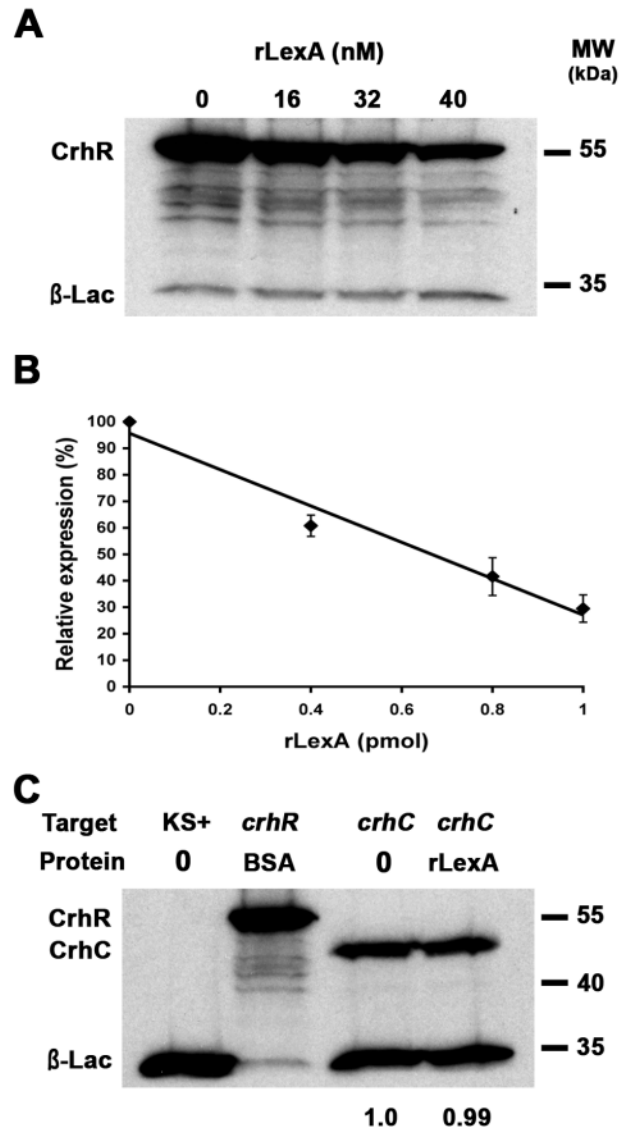 A
rLexA (nM)
MW
(kDa)
0 16 32 40
CrhR
55
ß-Lac
35
B
Relative expression (%)
100
90
80
70
60
50
40
30
20
10
0
0 0.2 0.4 0.6 0.8 1
rLexA (pmol)
C
Target KS+ crhR crhC crhC
Protein 0 BSA 0 rLexA
CrhR
55
CrhC
40
ß-Lac
35
1.0 0.99